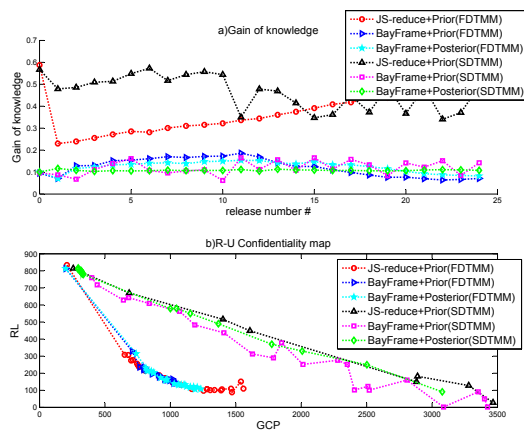 a)Gain of knowledge
0.7
0.6
0.5
0.4
0.3
0.2
0.1
0
Gain of knowledge
JS-reduce+Prior(FDTMM)
BayFrame+Prior(FDTMM)
BayFrame+Posterior(FDTMM)
JS-reduce+Prior(SDTMM)
BayFrame+Prior(SDTMM)
BayFrame+Posterior(SDTMM)
0 5 10 15 20 25
release number #
b)R-U Confidentiality map
900
800
700
600
500
400
300
200
100
0
RL
JS-reduce+Prior(FDTMM)
BayFrame+Prior(FDTMM)
BayFrame+Posterior(FDTMM)
JS-reduce+Prior(SDTMM)
BayFrame+Prior(SDTMM)
BayFrame+Posterior(SDTMM)
0 500 1000 1500 2000 2500 3000 3500
GCP